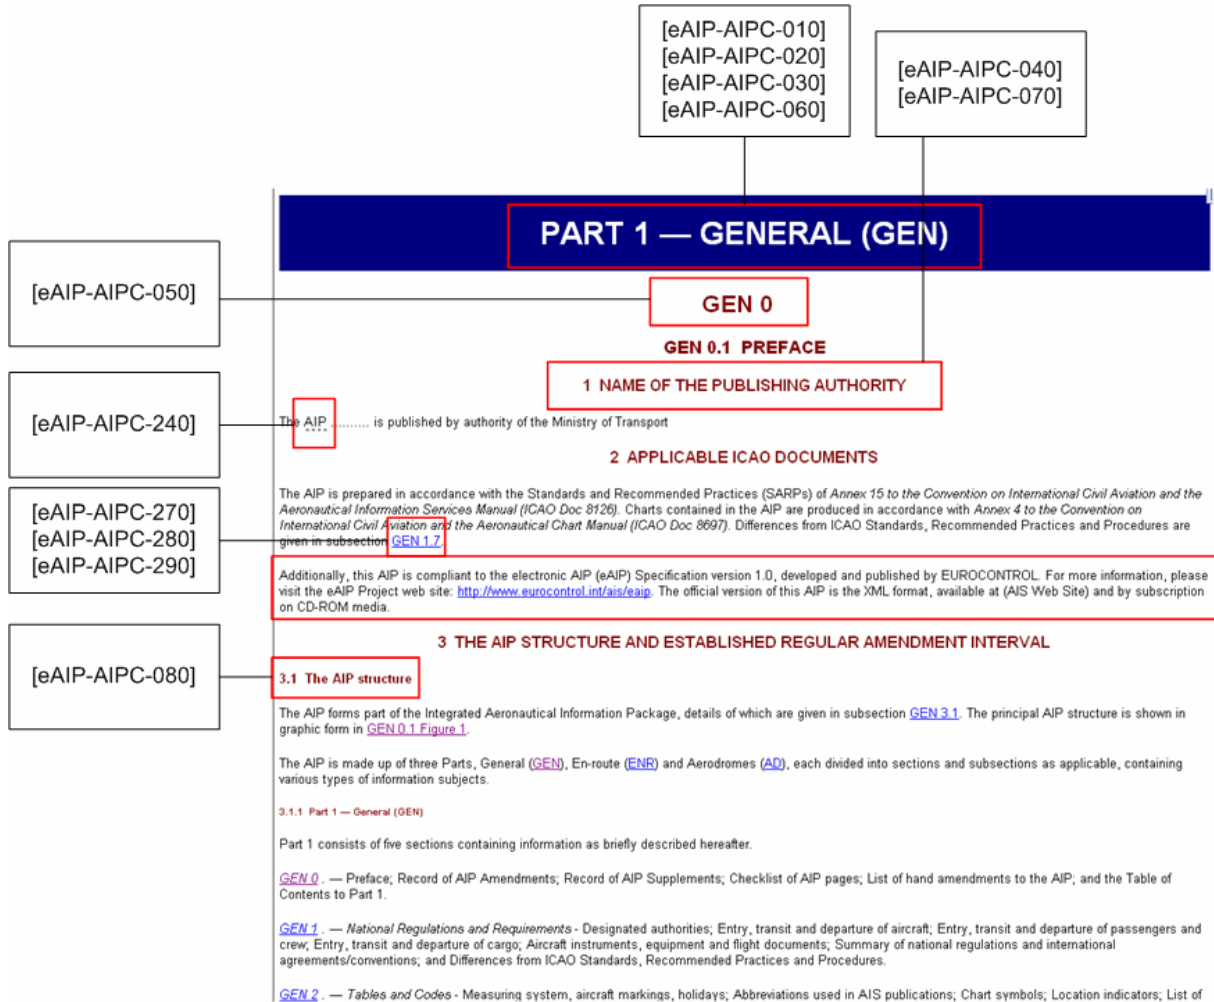 [eAIP-AIPC-010]
[eAIP-AIPC-020]
[eAIP-AIPC-030]
[eAIP-AIPC-060]
[eAIP-AIPC-040]
[eAIP-AIPC-070]
PART 1 — GENERAL (GEN)
[eAIP-AIPC-050]
GEN 0
GEN 0.1 PREFACE
1 NAME OF THE PUBLISHING AUTHORITY
[eAIP-AIPC-240]
The AIP .......... is published by authority of the Ministry of Transport
2 APPLICABLE ICAO DOCUMENTS
[eAIP-AIPC-270]
[eAIP-AIPC-280]
[eAIP-AIPC-290]
The AIP is prepared in accordance with the Standards and Recommended Practices (SARPs) of Annex 15 to the Convention on International Civil Aviation and the
Aeronautical Information Services Manual (ICAO Doc 8126). Charts contained in the AIP are produced in accordance with Annex 4 to the Convention on
International Civil Aviation and the Aeronautical Chart Manual (ICAO Doc 8697). Differences from ICAO Standards, Recommended Practices and Procedures are
given in subsection GEN 1.7.
Additionally, this AIP is compliant to the electronic AIP (eAIP) Specification version 1.0, developed and published by EUROCONTROL. For more information, please
visit the eAIP Project web site: http://www.eurocontrol.int/ais/eaip. The official version of this AIP is the XML format, available at (AIS Web Site) and by subscription
on CD-ROM media.
3 THE AIP STRUCTURE AND ESTABLISHED REGULAR AMENDMENT INTERVAL
[eAIP-AIPC-080]
3.1 The AIP structure
The AIP forms part of the Integrated Aeronautical Information Package, details of which are given in subsection GEN 3.1. The principal AIP structure is shown in
graphic form in GEN 0.1 Figure 1.
The AIP is made up of three Parts, General (GEN), En-route (ENR) and Aerodromes (AD), each divided into sections and subsections as applicable, containing
various types of information subjects.
3.1.1 Part 1 — General (GEN)
Part 1 consists of five sections containing information as briefly described hereafter.
GEN 0 . — Preface; Record of AIP Amendments; Record of AIP Supplements; Checklist of AIP pages; List of hand amendments to the AIP; and the Table of
Contents to Part 1.
GEN 1 . — National Regulations and Requirements - Designated authorities; Entry, transit and departure of aircraft; Entry, transit and departure of passengers and
crew; Entry, transit and departure of cargo; Aircraft instruments, equipment and flight documents; Summary of national regulations and international
agreements/conventions; and Differences from ICAO Standards, Recommended Practices and Procedures.
GEN 2 . — Tables and Codes - Measuring system, aircraft markings, holidays; Abbreviations used in AIS publications; Chart symbols; Location indicators; List of